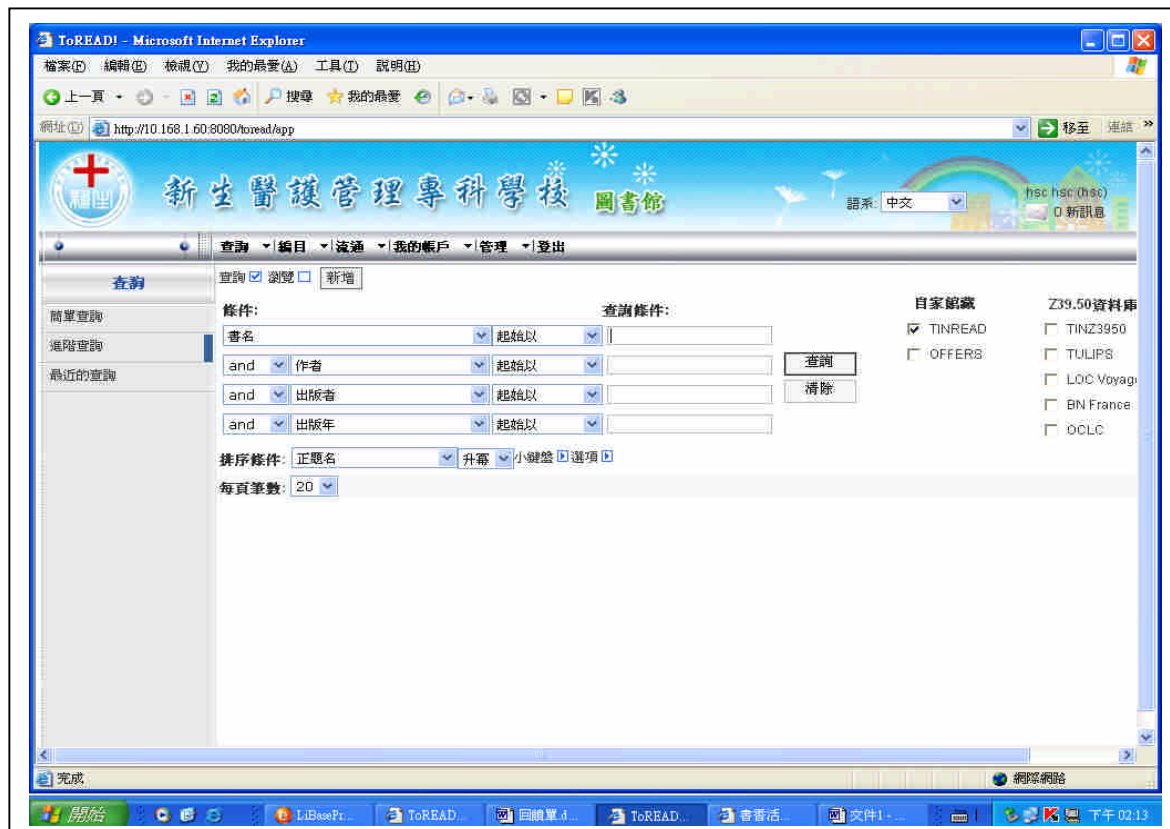 ToREAD! - Microsoft Internet Explorer
檔案(F) 編輯(E) 檢視(V) 我的最愛(A) 工具(T) 說明(H)
上一頁 搜尋 我的最愛
網址(D) http://10.168.1.60:8080/toread/app 移至 連結 »
新生醫護管理專科學校 圖書館
語系: 中文
hsc hsc (hsc)
0 新訊息
查詢 編目 流通 我的帳戶 管理 登出
查詢
簡單查詢
進階查詢
最近的查詢
查詢 瀏覽 新增
條件: 查詢條件:
書名 起始以
and 作者 起始以
and 出版者 起始以
and 出版年 起始以
查詢
清除
自家館藏
TINREAD
OFFERS
Z39.50資料庫
TINZ3950
TULIPS
LOC Voyag
BN France
OCLC
排序條件: 正題名 升冪 小鍵盤 選項
每頁筆數: 20
完成 網際網路
開始 LiBasePr... ToREAD... 回饋單.d... ToREAD... 書香活... 文件1 - ... 下午 02:13